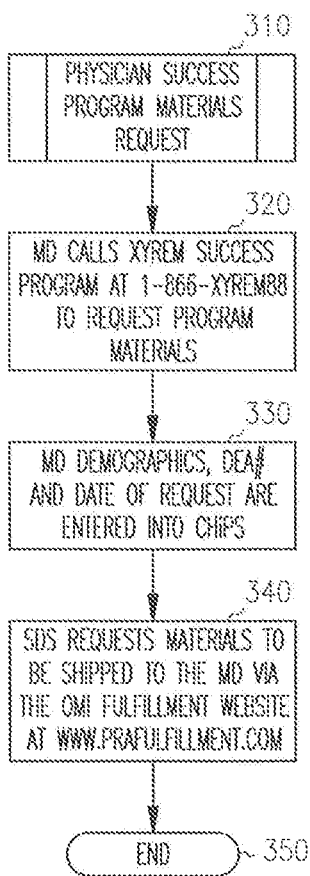 310
PHYSICIAN SUCCESS
PROGRAM MATERIALS
REQUEST
320
MD CALLS XYREM SUCCESS
PROGRAM AT 1-866-XYREM88
TO REQUEST PROGRAM
MATERIALS
330
MD DEMOGRAPHICS, DEA#
AND DATE OF REQUEST ARE
ENTERED INTO CHIPS
340
SDS REQUESTS MATERIALS TO
BE SHIPPED TO THE MD VIA
THE OMI FULFILLMENT WEBSITE
AT WWW.PRAFULFILLMENT.COM
END
350